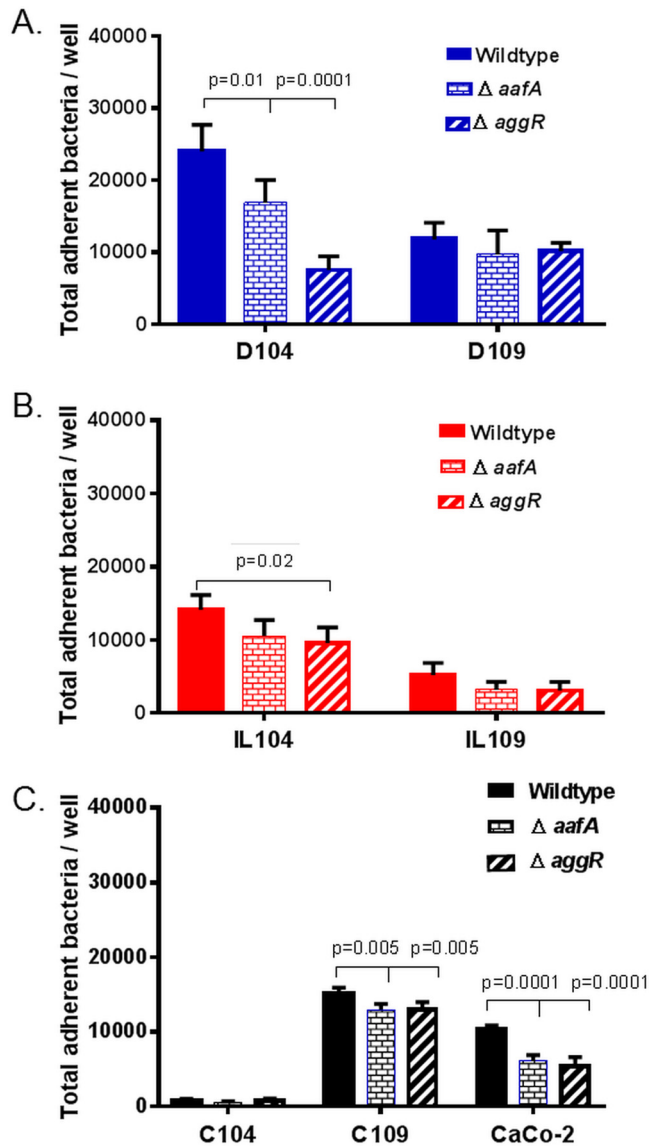 A.
Total adherent bacteria / well
40000
30000
20000
10000
0
p=0.01 p=0.0001
Wildtype
Δ aafA
Δ aggR
D104 D109
B.
Total adherent bacteria / well
40000
30000
20000
10000
0
p=0.02
Wildtype
Δ aafA
Δ aggR
IL104 IL109
C.
Total adherent bacteria / well
40000
30000
20000
10000
0
Wildtype
Δ aafA
Δ aggR
p=0.005 p=0.005
p=0.0001 p=0.0001
C104 C109 CaCo-2